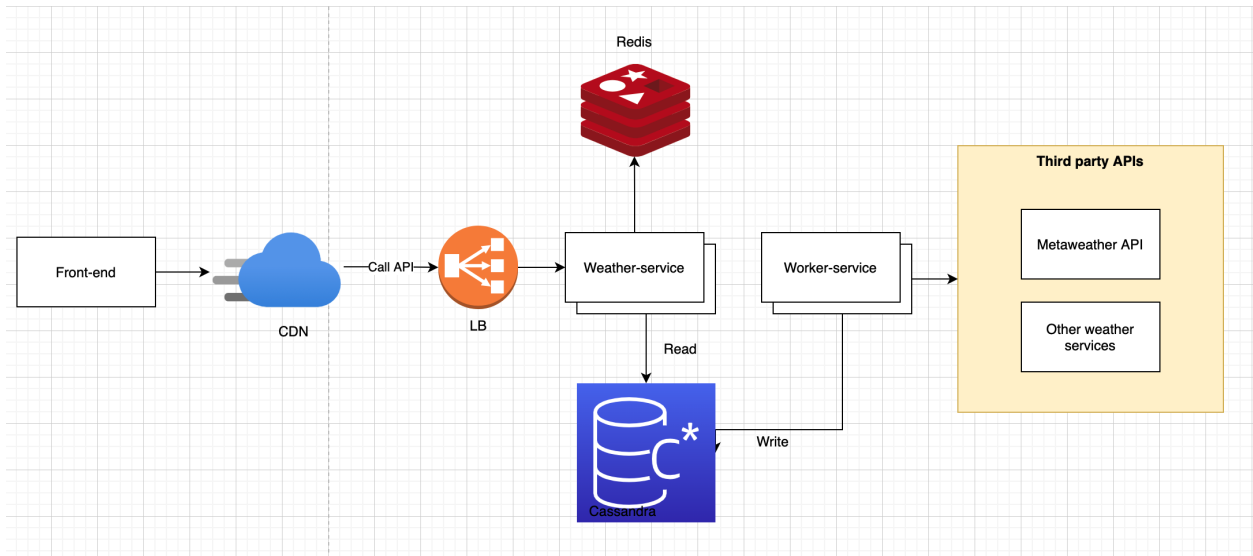 Redis
Third party APIs
Metaweather API
Front-end
Call API
Weather-service
Worker-service
CDN
LB
Other weather
services
Read
Write
C*
Cassandra